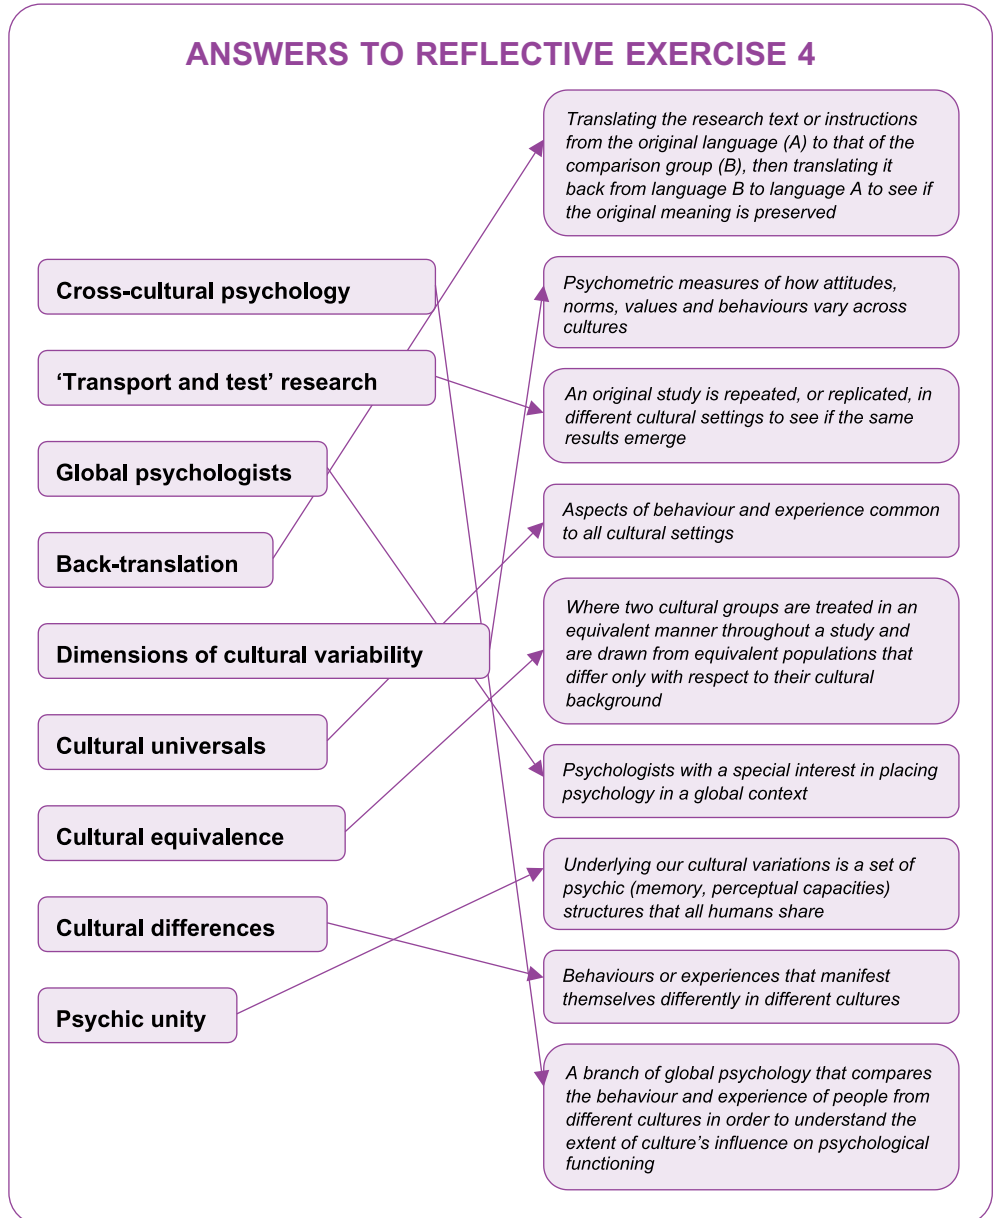 ANSWERS TO REFLECTIVE EXERCISE 4
Cross-cultural psychology
‘Transport and test’ research
Global psychologists
Back-translation
Dimensions of cultural variability
Cultural universals
Cultural equivalence
Cultural differences
Psychic unity
Translating the research text or instructions
from the original language (A) to that of the
comparison group (B), then translating it
back from language B to language A to see if
the original meaning is preserved
Psychometric measures of how attitudes,
norms, values and behaviours vary across
cultures
An original study is repeated, or replicated, in
different cultural settings to see if the same
results emerge
Aspects of behaviour and experience common
to all cultural settings
Where two cultural groups are treated in an
equivalent manner throughout a study and
are drawn from equivalent populations that
differ only with respect to their cultural
background
Psychologists with a special interest in placing
psychology in a global context
Underlying our cultural variations is a set of
psychic (memory, perceptual capacities)
structures that all humans share
Behaviours or experiences that manifest
themselves differently in different cultures
A branch of global psychology that compares
the behaviour and experience of people from
different cultures in order to understand the
extent of culture’s influence on psychological
functioning